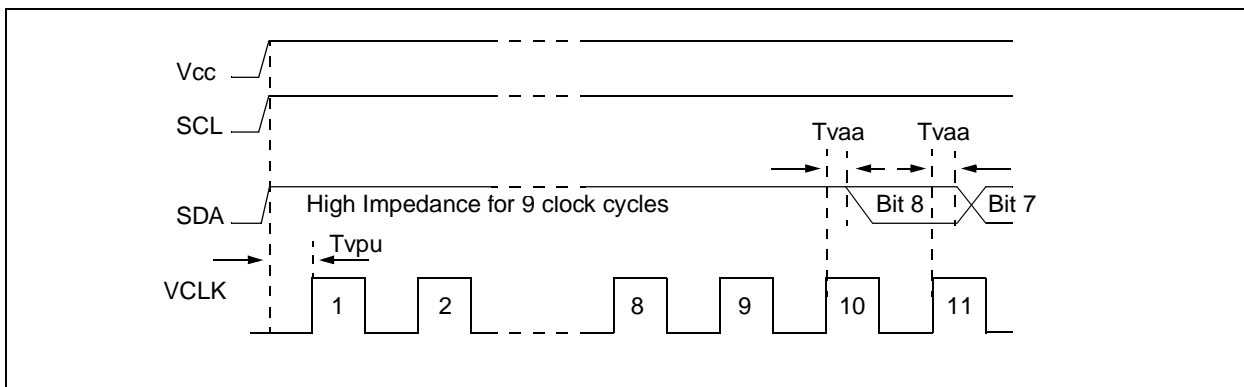 Vcc
SCL
Tvaa Tvaa
SDA
High Impedance for 9 clock cycles
Bit 8
Bit 7
Tvpu
VCLK
1
2
8
9
10
11